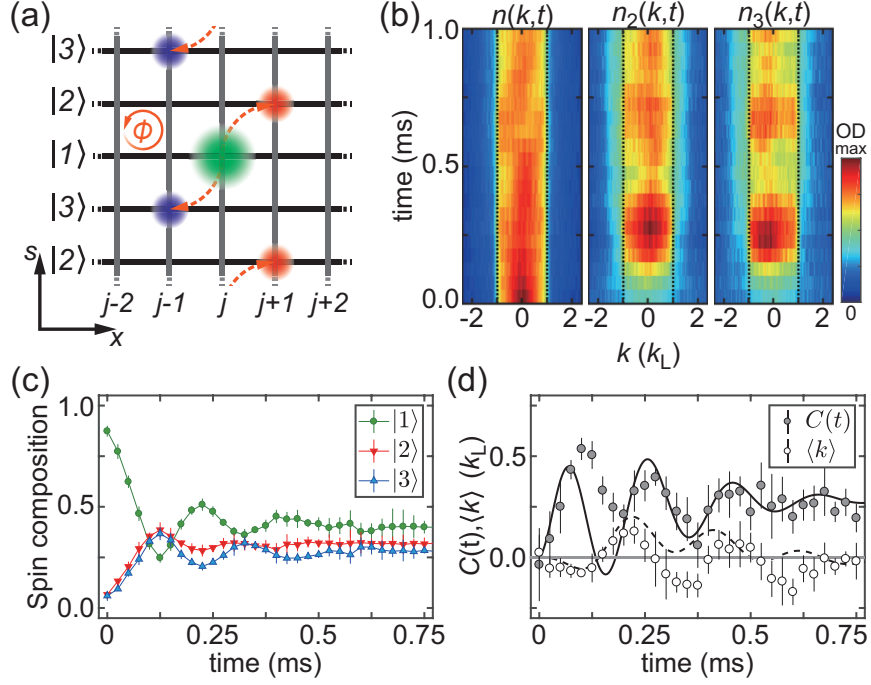 (a)
|3⟩
|2⟩
ϕ
|1⟩
|3⟩
|2⟩
s
x
j-2 j-1 j j+1 j+2
(b)
n(k,t) n₂(k,t) n₃(k,t)
time (ms)
1.0
0.5
0.0
-2 0 2 -2 0 2 -2 0 2
k (k_L)
OD
max
0
(c)
Spin composition
1.0
0.5
0.0
|1⟩
|2⟩
|3⟩
0 0.25 0.5 0.75
time (ms)
(d)
C(t),⟨k⟩ (k_L)
0.5
0.0
C(t)
⟨k⟩
0 0.25 0.5 0.75
time (ms)